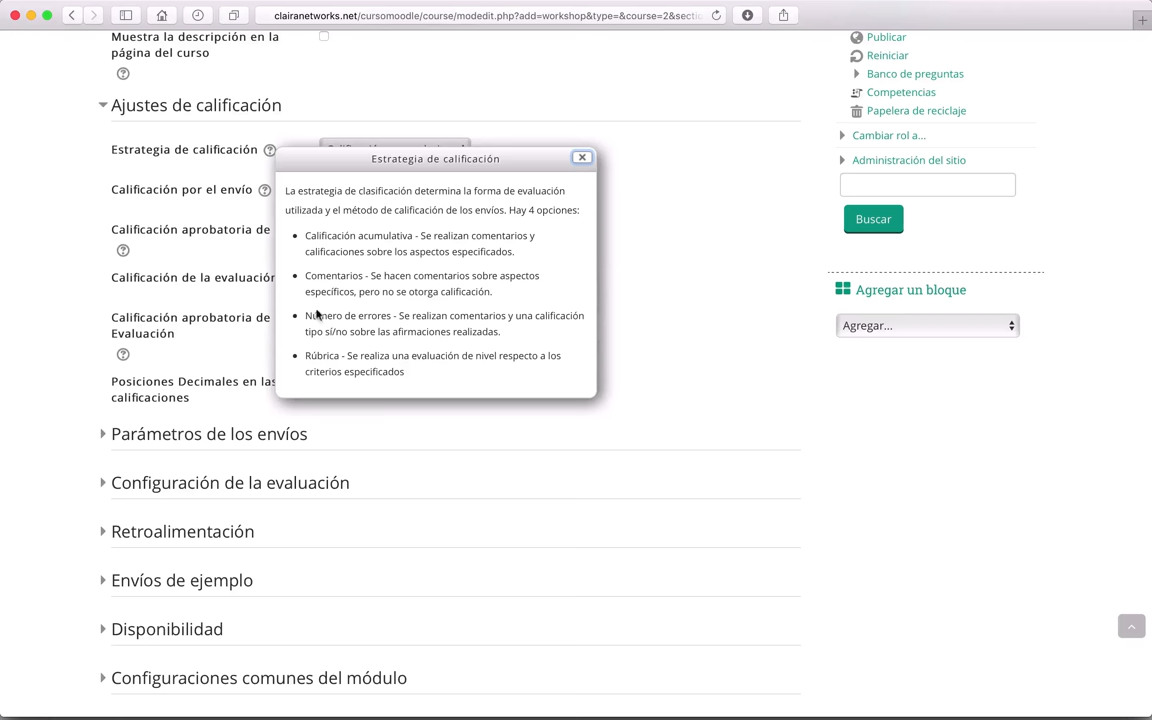 clairanetworks.net/cursomoodle/course/modedit.php?add=workshop&type=&course=2&secti
Muestra la descripción en la
página del curso
Ajustes de calificación
Estrategia de calificación
Calificación por el envío
Calificación aprobatoria de
Calificación de la evaluación
Calificación aprobatoria de
Evaluación
Posiciones Decimales en las
calificaciones
Estrategia de calificación
La estrategia de clasificación determina la forma de evaluación
utilizada y el método de calificación de los envíos. Hay 4 opciones:
Calificación acumulativa - Se realizan comentarios y
calificaciones sobre los aspectos especificados.
Comentarios - Se hacen comentarios sobre aspectos
específicos, pero no se otorga calificación.
Número de errores - Se realizan comentarios y una calificación
tipo sí/no sobre las afirmaciones realizadas.
Rúbrica - Se realiza una evaluación de nivel respecto a los
criterios especificados
Parámetros de los envíos
Configuración de la evaluación
Retroalimentación
Envíos de ejemplo
Disponibilidad
Configuraciones comunes del módulo
Publicar
Reiniciar
Banco de preguntas
Competencias
Papelera de reciclaje
Cambiar rol a...
Administración del sitio
Buscar
Agregar un bloque
Agregar...